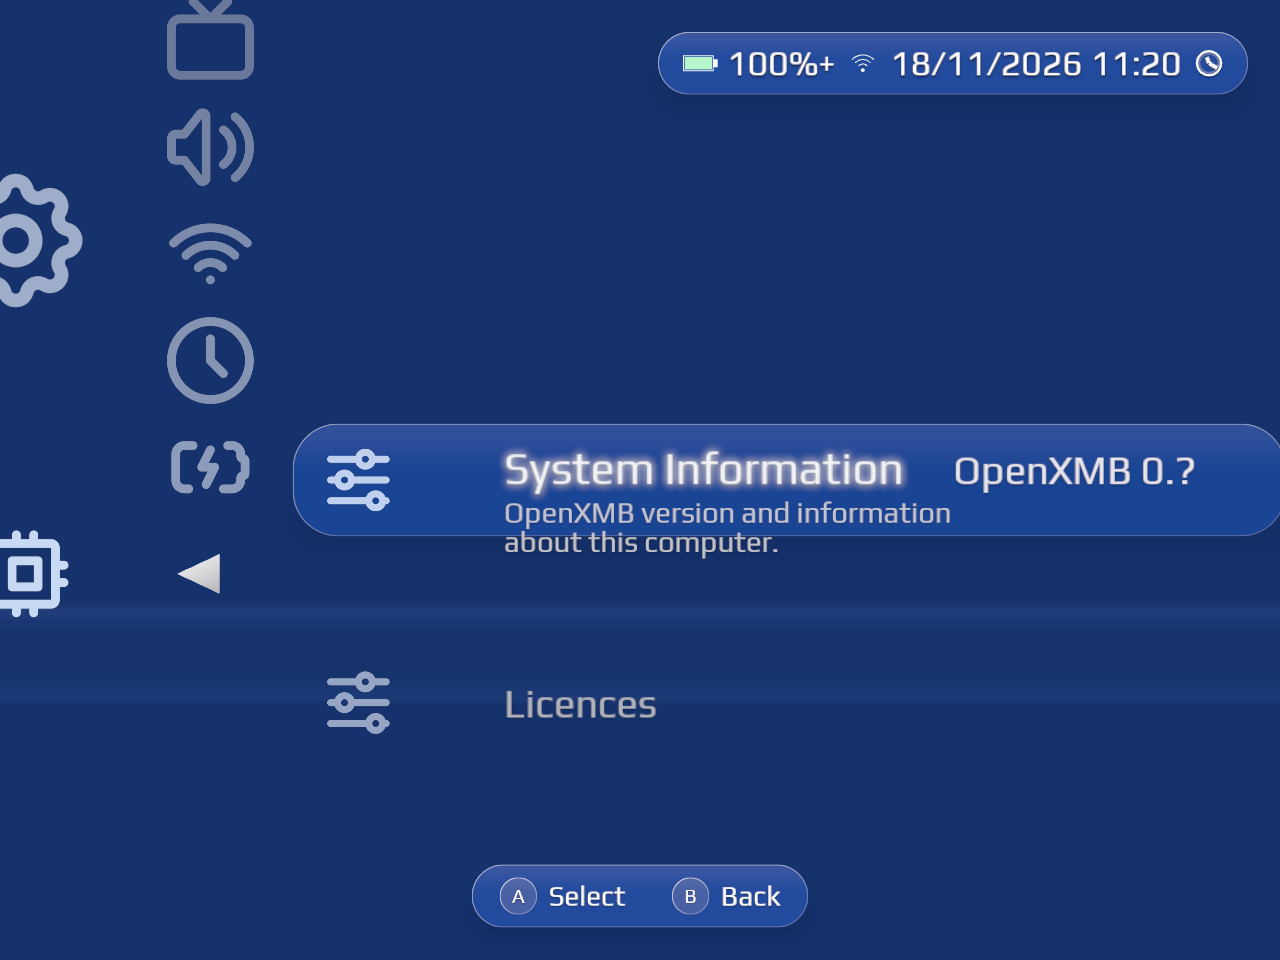 100%+ 18/11/2026 11:20
System Information OpenXMB 0.?
OpenXMB version and information
about this computer.
Licences
A Select B Back